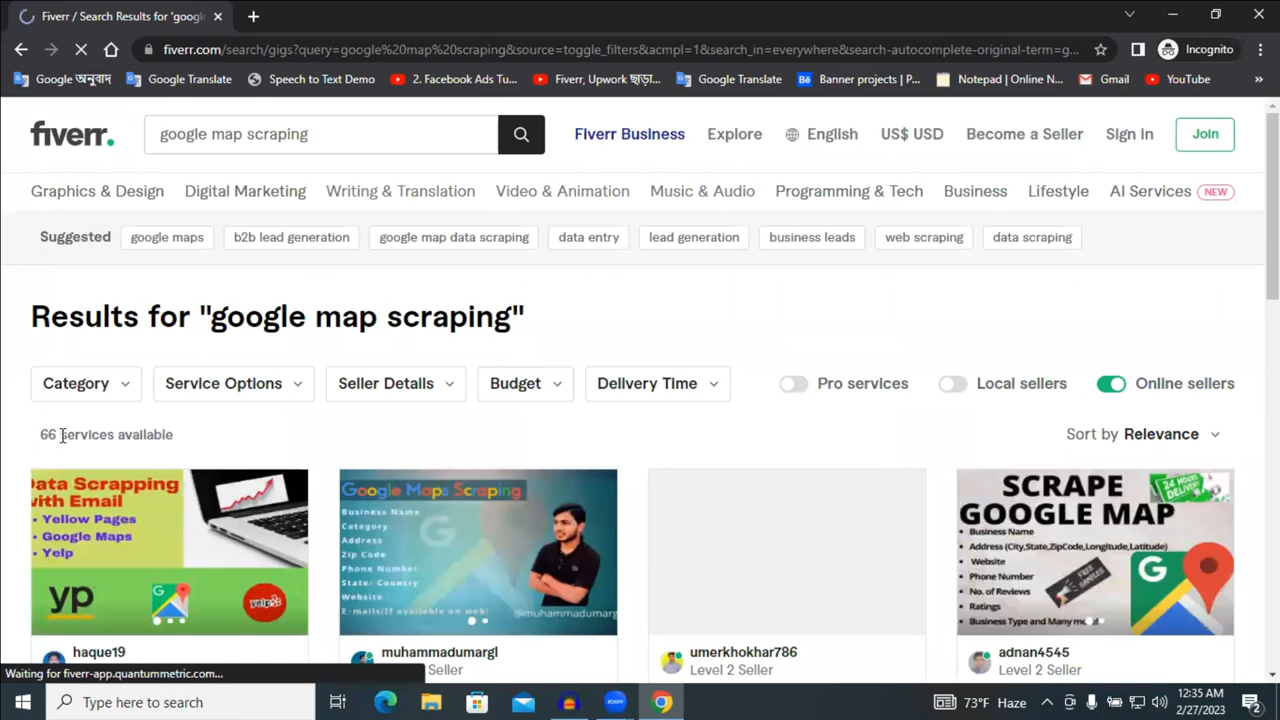 Fiverr / Search Results for 'googl
fiverr.com/search/gigs?query=google%20map%20scraping&source=toggle_filters&acmpl=1&search_in=everywhere&search-autocomplete-original-term=g...
Incognito
Google অনুবাদ
Google Translate
Speech to Text Demo
2. Facebook Ads Tu...
Fiverr, Upwork ছাড়া...
Google Translate
Banner projects | P...
Notepad | Online N...
Gmail
YouTube
fiverr.
google map scraping
Fiverr Business
Explore
English
US$ USD
Become a Seller
Sign In
Join
Graphics & Design
Digital Marketing
Writing & Translation
Video & Animation
Music & Audio
Programming & Tech
Business
Lifestyle
AI Services NEW
Suggested
google maps
b2b lead generation
google map data scraping
data entry
lead generation
business leads
web scraping
data scraping
Results for "google map scraping"
Category
Service Options
Seller Details
Budget
Delivery Time
Pro services
Local sellers
Online sellers
66 services available
Sort by Relevance
Data Scrapping
with Email
• Yellow Pages
• Google Maps
• Yelp
yp
yelp
Google Maps Scraping
Business Name
Category
Address
Zip Code
Phone Number
State/ Country
Website
E-mails(If available on web)
@muhammadumargl
SCRAPE
GOOGLE MAP
24 HOURS
DELIVERY
• Business Name
• Address (City,State,ZipCode,Longitude,Latitude)
• Website
• Phone Number
• No. of Reviews
• Ratings
• Business Type and Many mo
FREE
SAMPLES
G
haque19
muhammadumargl
Seller
umerkhokhar786
Level 2 Seller
adnan4545
Level 2 Seller
Waiting for fiverr-app.quantummetric.com...
Type here to search
zoom
73°F Haze
12:35 AM
2/27/2023
2